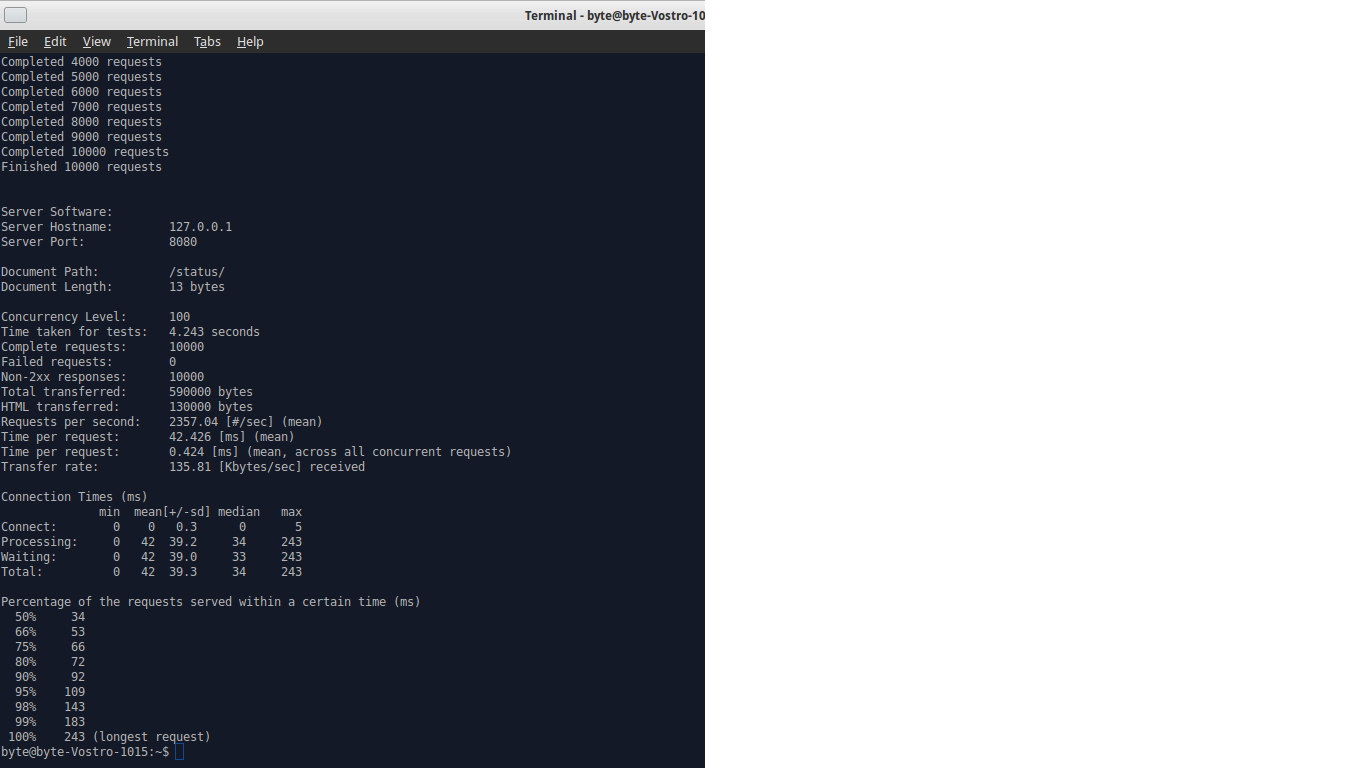 Terminal - byte@byte-Vostro-10
File Edit View Terminal Tabs Help
Completed 4000 requests
Completed 5000 requests
Completed 6000 requests
Completed 7000 requests
Completed 8000 requests
Completed 9000 requests
Completed 10000 requests
Finished 10000 requests
Server Software:
Server Hostname: 127.0.0.1
Server Port: 8080
Document Path: /status/
Document Length: 13 bytes
Concurrency Level: 100
Time taken for tests: 4.243 seconds
Complete requests: 10000
Failed requests: 0
Non-2xx responses: 10000
Total transferred: 590000 bytes
HTML transferred: 130000 bytes
Requests per second: 2357.04 [#/sec] (mean)
Time per request: 42.426 [ms] (mean)
Time per request: 0.424 [ms] (mean, across all concurrent requests)
Transfer rate: 135.81 [Kbytes/sec] received
Connection Times (ms)
min mean[+/-sd] median max
Connect: 0 0 0.3 0 5
Processing: 0 42 39.2 34 243
Waiting: 0 42 39.0 33 243
Total: 0 42 39.3 34 243
Percentage of the requests served within a certain time (ms)
50% 34
66% 53
75% 66
80% 72
90% 92
95% 109
98% 143
99% 183
100% 243 (longest request)
byte@byte-Vostro-1015:~$